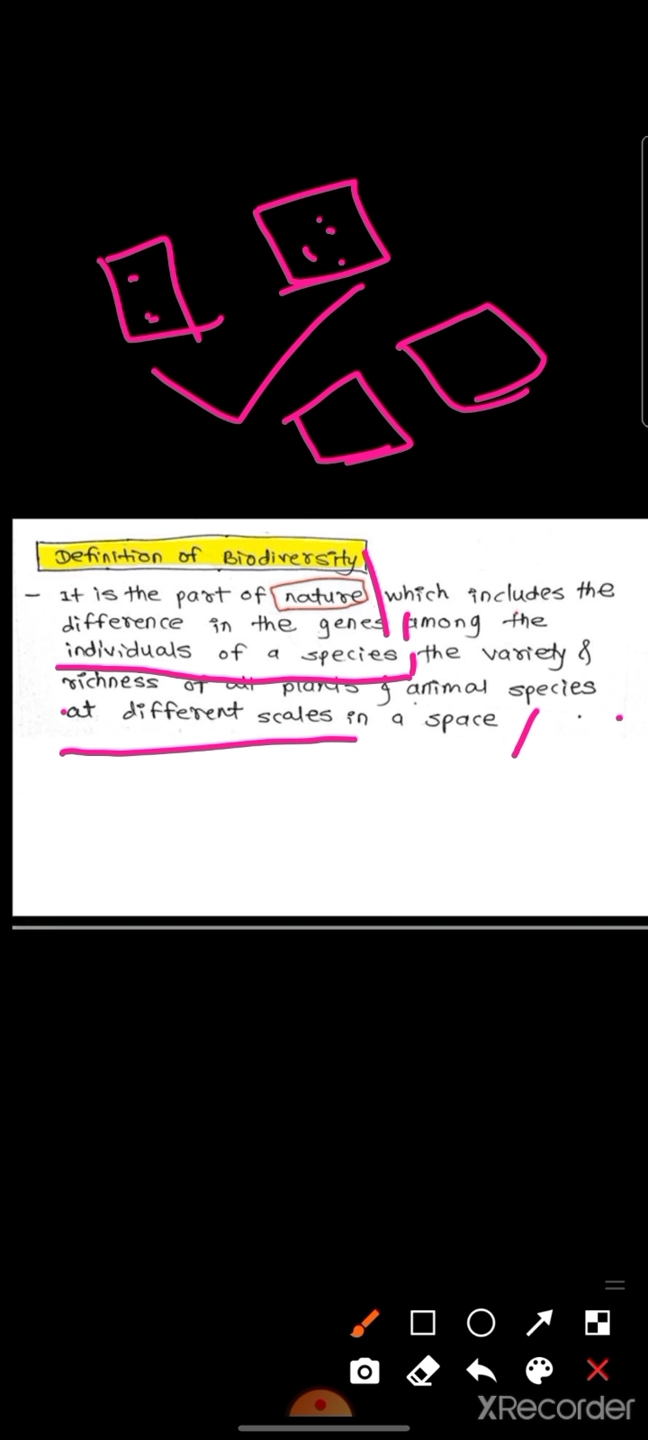 Definition of Biodiversity
- It is the part of nature which includes the
difference in the genes among the
individuals of a species, the variety &
richness of all plants & animal species
at different scales in a space
XRecorder